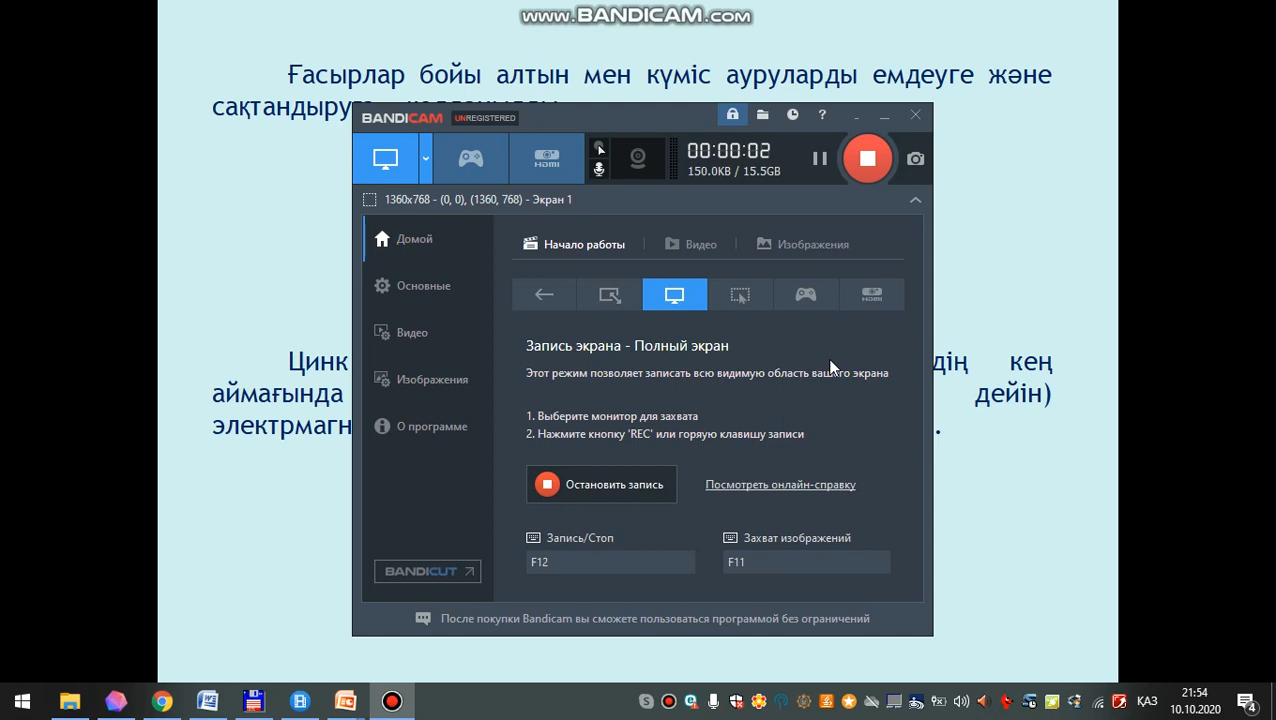 www.BANDICAM.com
Ғасырлар бойы алтын мен күміс ауруларды емдеуге және
сақтандыруға
BANDICAM UNREGISTERED
?
HDMI
00:00:02
150.0KB / 15.5GB
1360x768 - (0, 0), (1360, 768) - Экран 1
Домой
Основные
Видео
Изображения
О программе
BANDICUT
Начало работы
Видео
Изображения
HDMI
Запись экрана - Полный экран
Этот режим позволяет записать всю видимую область вашего экрана
1. Выберите монитор для захвата
2. Нажмите кнопку 'REC' или горяую клавишу записи
Остановить запись
Посмотреть онлайн-справку
Запись/Стоп
Захват изображений
F12
F11
После покупки Bandicam вы сможете пользоваться программой без ограничений
Цинк кең
аймағында дейін)
ҚАЗ
21:54
10.10.2020
4